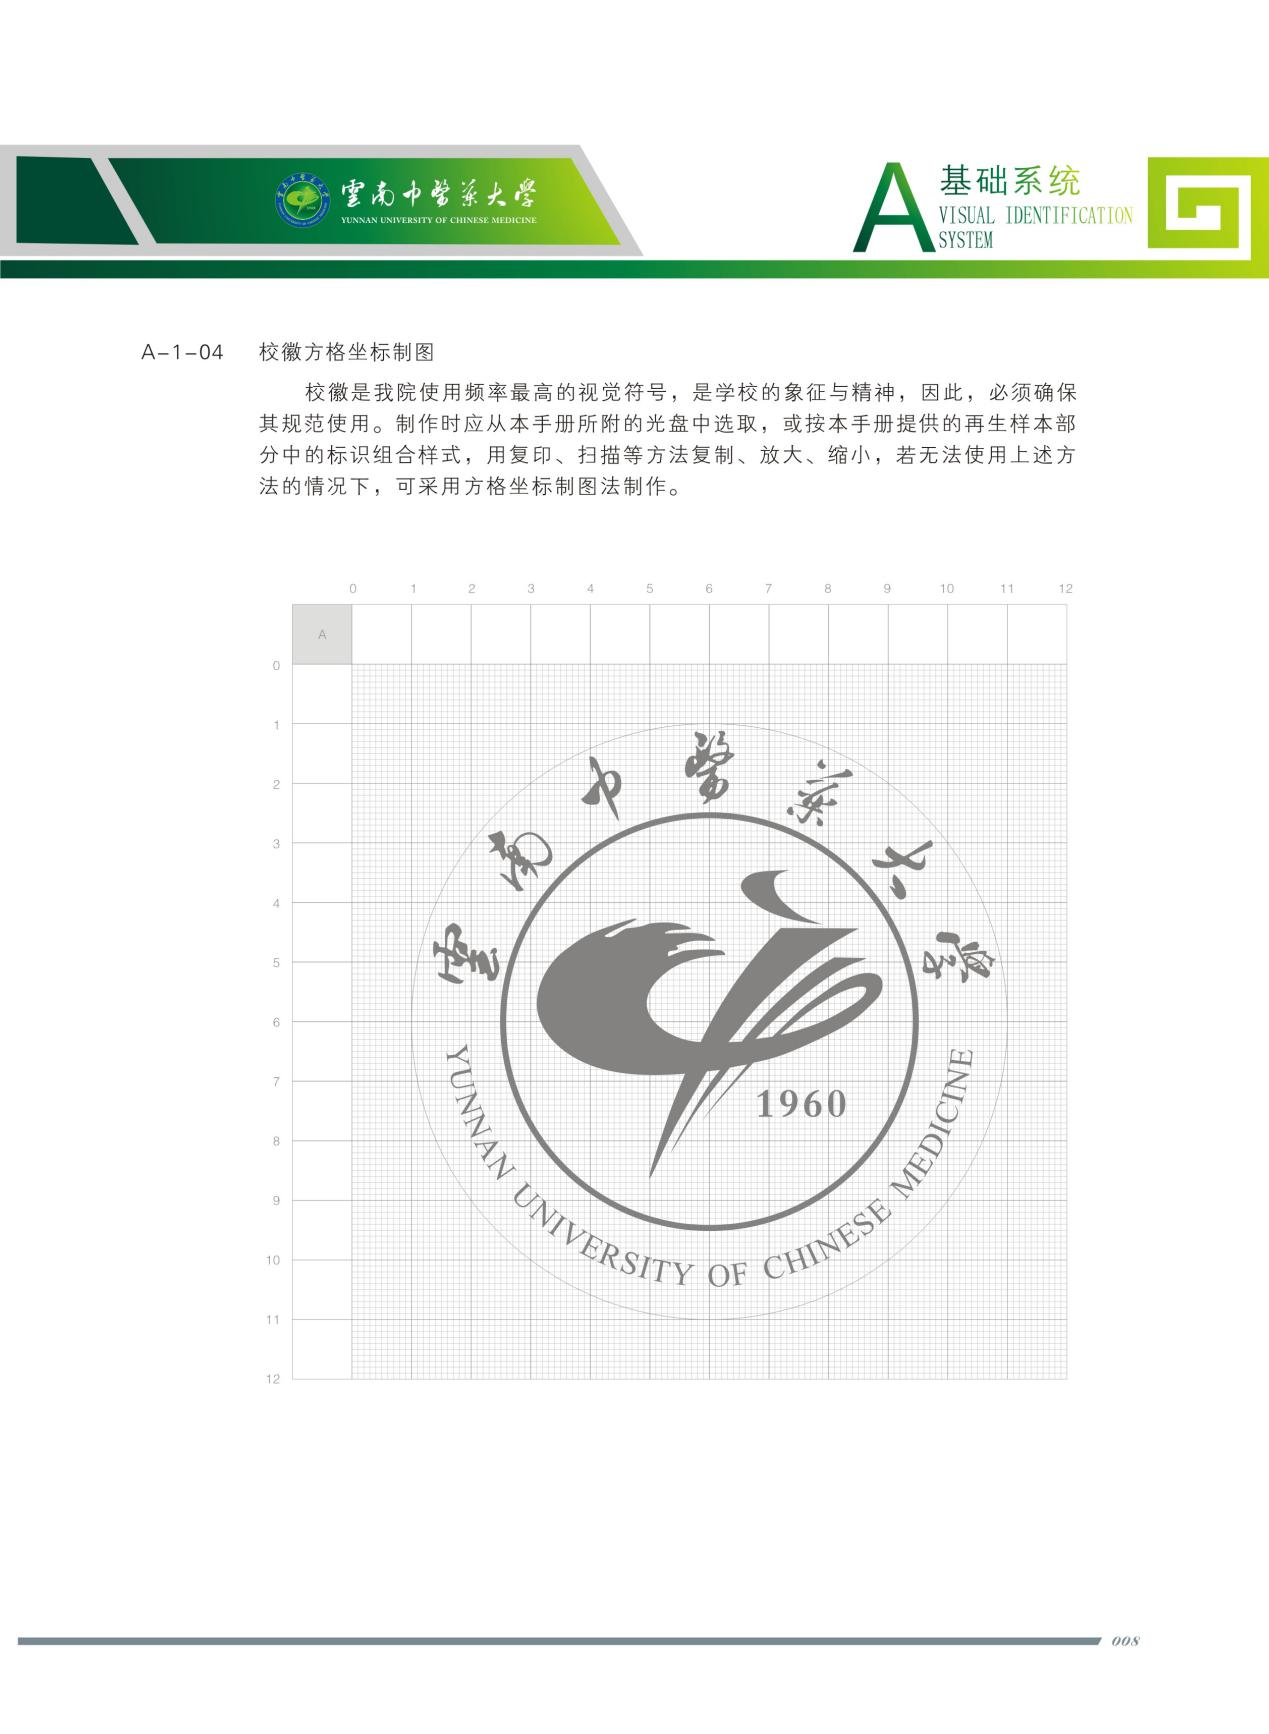 雲南中醫藥大學
YUNNAN UNIVERSITY OF CHINESE MEDICINE
A
基础系统
VISUAL IDENTIFICATION
SYSTEM
A-1-04 校徽方格坐标制图
校徽是我院使用频率最高的视觉符号，是学校的象征与精神，因此，必须确保
其规范使用。制作时应从本手册所附的光盘中选取，或按本手册提供的再生样本部
分中的标识组合样式，用复印、扫描等方法复制、放大、缩小，若无法使用上述方
法的情况下，可采用方格坐标制图法制作。
0 1 2 3 4 5 6 7 8 9 10 11 12
A
0
1
2
3
4
5
6
7
8
9
10
11
12
雲南中醫藥大學
1960
YUNNAN UNIVERSITY OF CHINESE MEDICINE
008